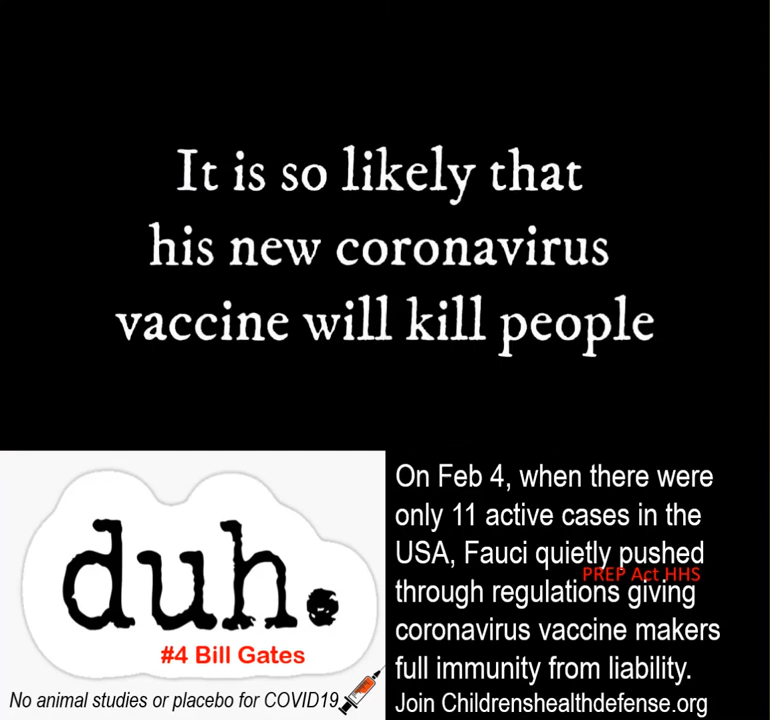 It is so likely that
his new coronavirus
vaccine will kill people
duh.
#4 Bill Gates
No animal studies or placebo for COVID19
On Feb 4, when there were
only 11 active cases in the
USA, Fauci quietly pushed
PREP Act HHS
through regulations giving
coronavirus vaccine makers
full immunity from liability.
Join Childrenshealthdefense.org